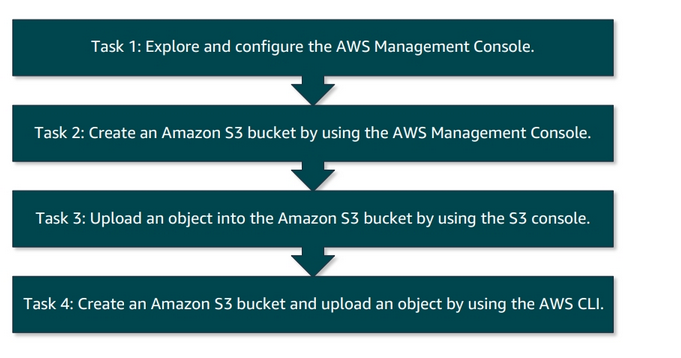 Task 1: Explore and configure the AWS Management Console.
Task 2: Create an Amazon S3 bucket by using the AWS Management Console.
Task 3: Upload an object into the Amazon S3 bucket by using the S3 console.
Task 4: Create an Amazon S3 bucket and upload an object by using the AWS CLI.